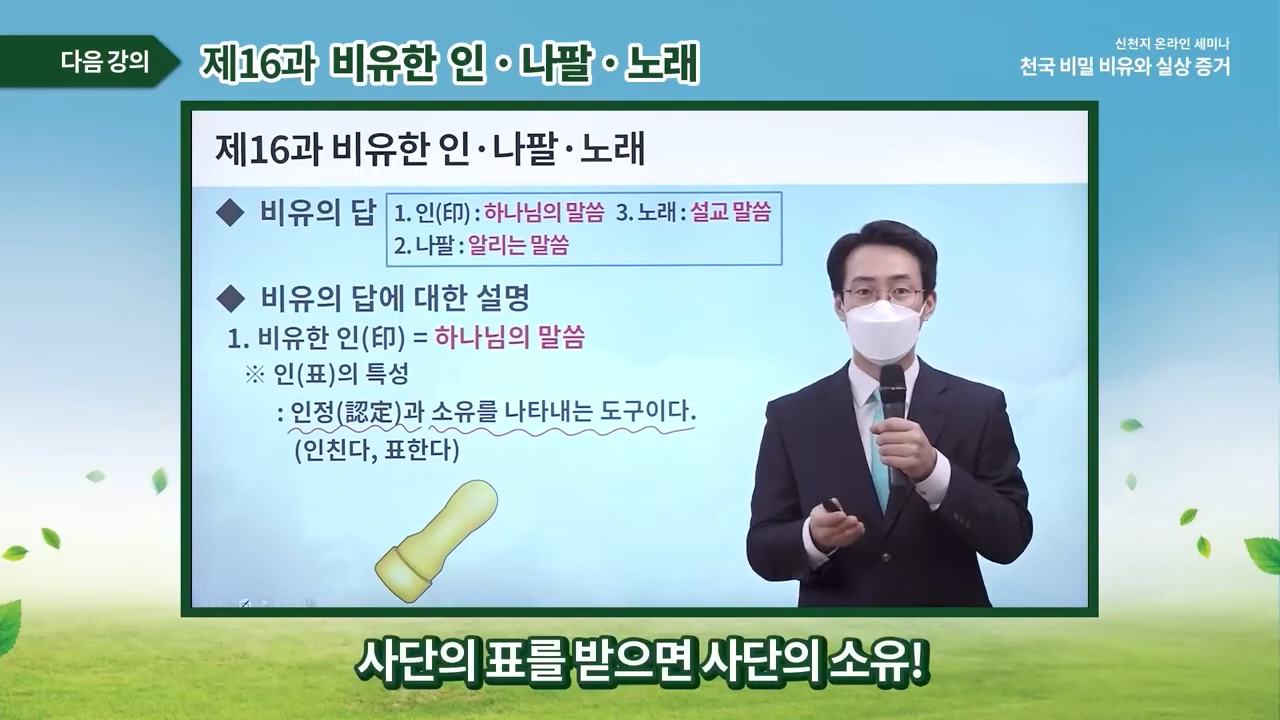 다음 강의
제16과 비유한 인·나팔·노래
신천지 온라인 세미나
천국 비밀 비유와 실상 증거
제16과 비유한 인·나팔·노래
◆ 비유의 답
1. 인(印) : 하나님의 말씀 3. 노래 : 설교 말씀
2. 나팔 : 알리는 말씀
◆ 비유의 답에 대한 설명
1. 비유한 인(印) = 하나님의 말씀
※ 인(표)의 특성
: 인정(認定)과 소유를 나타내는 도구이다.
(인친다, 표한다)
사단의 표를 받으면 사단의 소유!